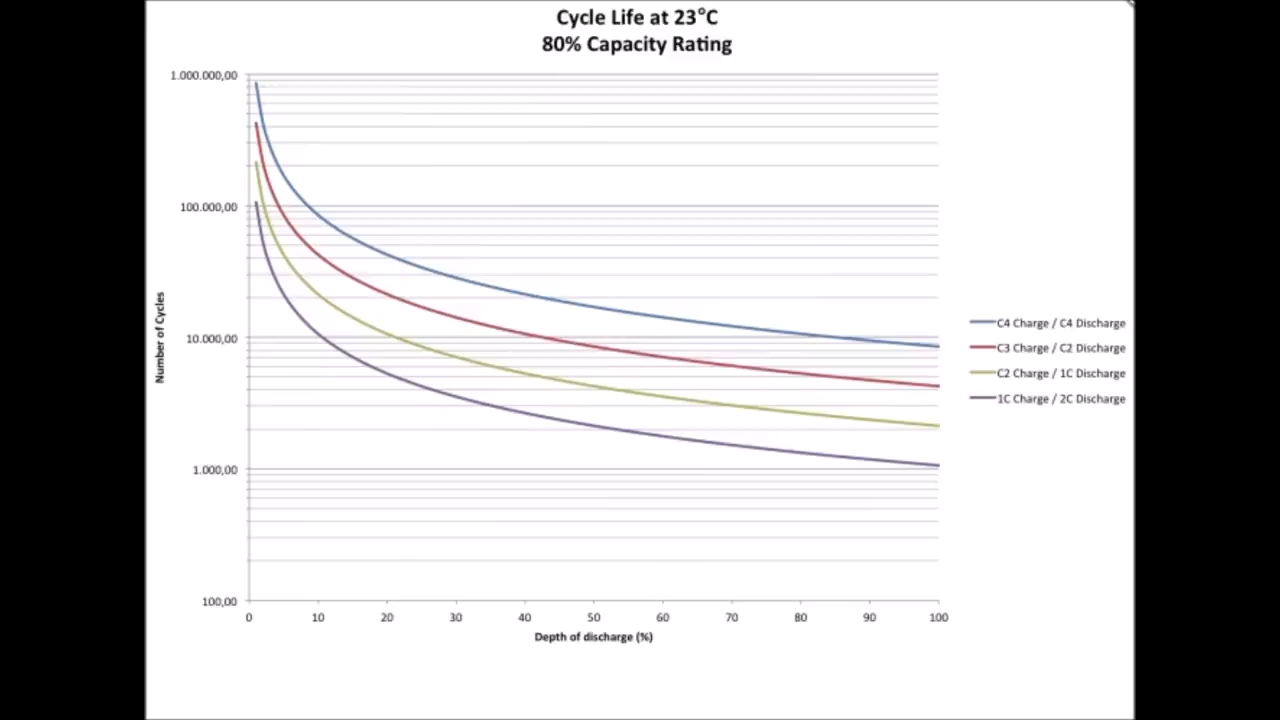 Cycle Life at 23°C
80% Capacity Rating
1.000.000,00
100.000,00
10.000,00
1.000,00
100,00
Number of Cycles
0 10 20 30 40 50 60 70 80 90 100
Depth of discharge (%)
C4 Charge / C4 Discharge
C3 Charge / C2 Discharge
C2 Charge / 1C Discharge
1C Charge / 2C Discharge